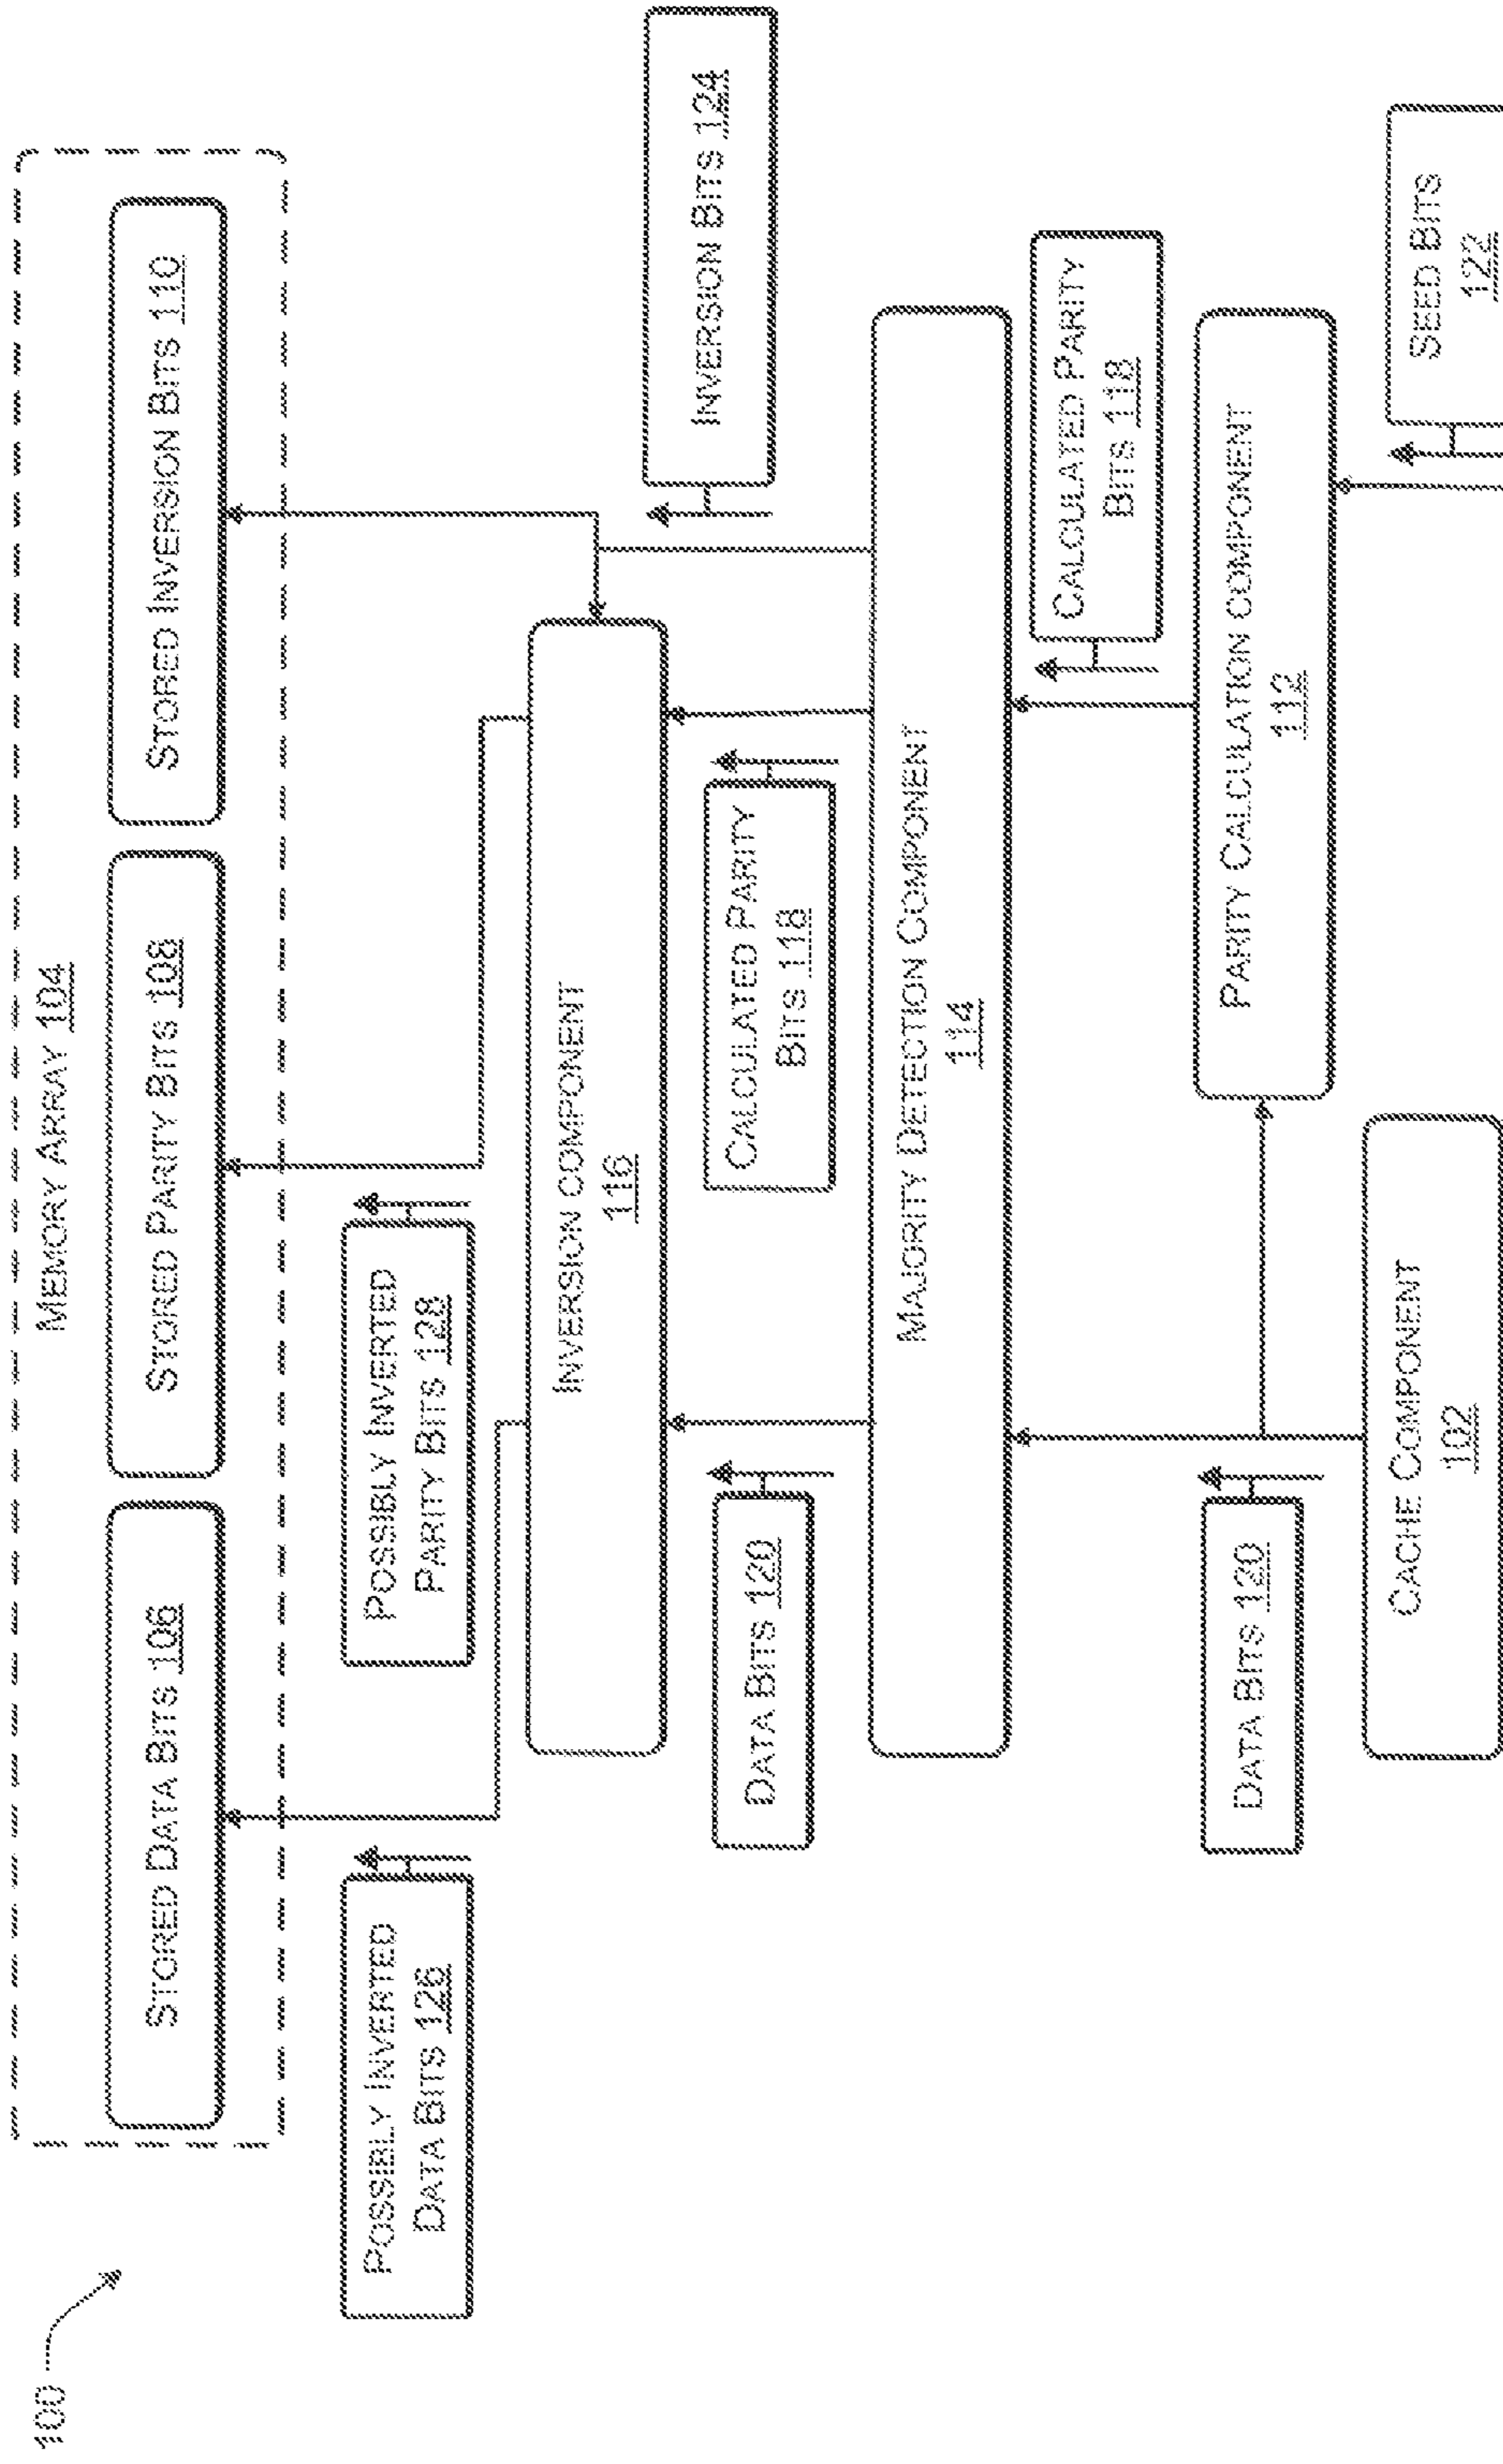 100
MEMORY ARRAY 104
STORED DATA BITS 106
STORED PARITY BITS 108
STORED INVERSION BITS 110
POSSIBLY INVERTED
DATA BITS 126
POSSIBLY INVERTED
PARITY BITS 128
INVERSION COMPONENT
116
INVERSION BITS 124
DATA BITS 120
CALCULATED PARITY
BITS 118
MAJORITY DETECTION COMPONENT
114
CALCULATED PARITY
BITS 118
DATA BITS 120
PARITY CALCULATION COMPONENT
112
CACHE COMPONENT
102
SEED BITS
122